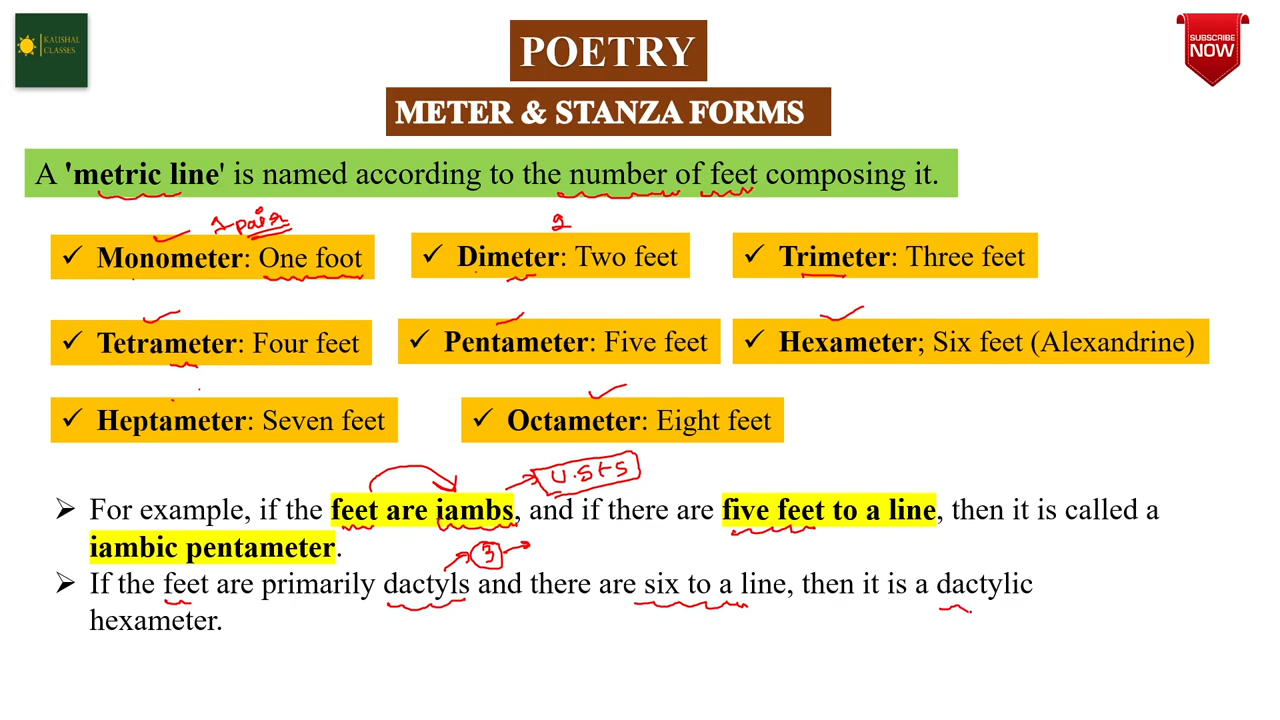 KAUSHAL
CLASSES
SUBSCRIBE
NOW
POETRY
METER & STANZA FORMS
A 'metric line' is named according to the number of feet composing it.
1 pair
2
✓ Monometer: One foot
✓ Dimeter: Two feet
✓ Trimeter: Three feet
✓ Tetrameter: Four feet
✓ Pentameter: Five feet
✓ Hexameter; Six feet (Alexandrine)
✓ Heptameter: Seven feet
✓ Octameter: Eight feet
U.S+S
➢ For example, if the feet are iambs, and if there are five feet to a line, then it is called a
iambic pentameter.
3
➢ If the feet are primarily dactyls and there are six to a line, then it is a dactylic
hexameter.